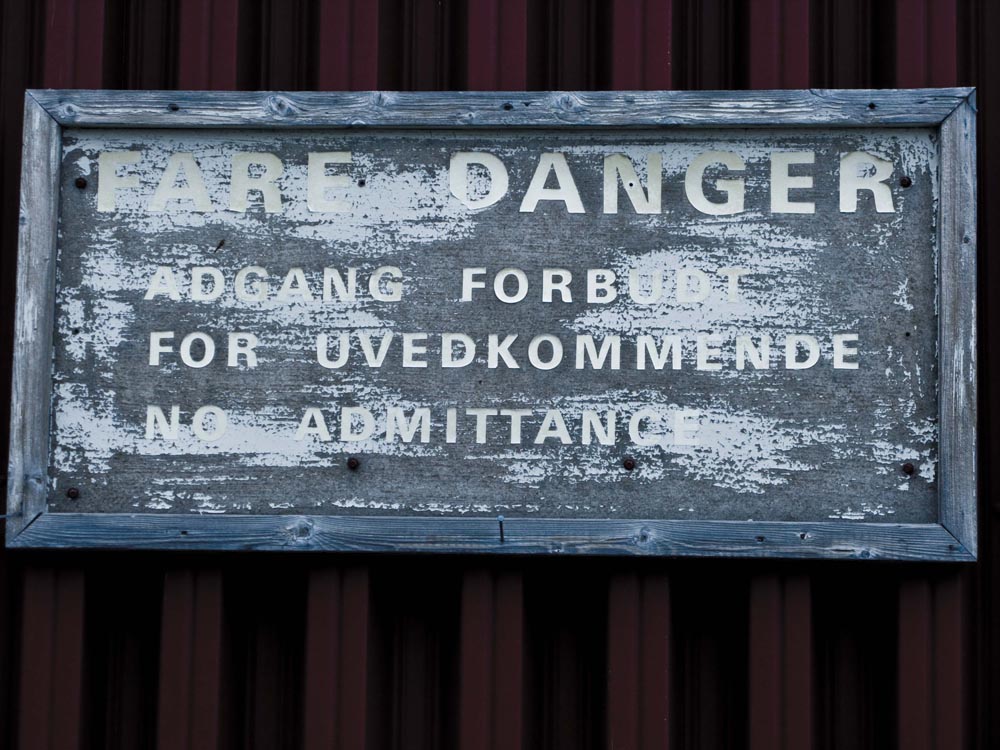 FARE DANGER
ADGANG FORBUDT
FOR UVEDKOMMENDE
NO ADMITTANCE